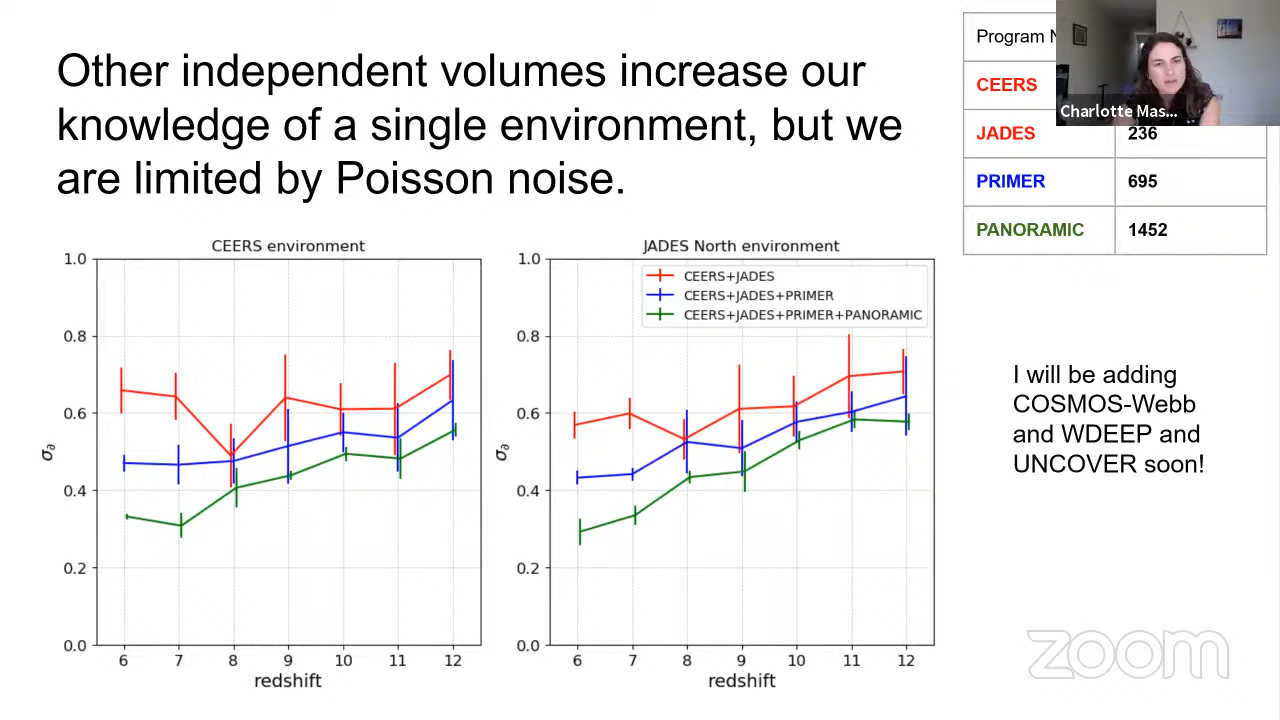 Other independent volumes increase our
knowledge of a single environment, but we
are limited by Poisson noise.
Program N
CEERS
Charlotte Mas...
JADES 236
PRIMER 695
PANORAMIC 1452
CEERS environment
1.0
0.8
0.6
0.4
0.2
0.0
σ∂
6 7 8 9 10 11 12
redshift
JADES North environment
CEERS+JADES
CEERS+JADES+PRIMER
CEERS+JADES+PRIMER+PANORAMIC
1.0
0.8
0.6
0.4
0.2
0.0
σ∂
6 7 8 9 10 11 12
redshift
I will be adding
COSMOS-Webb
and WDEEP and
UNCOVER soon!
zoom